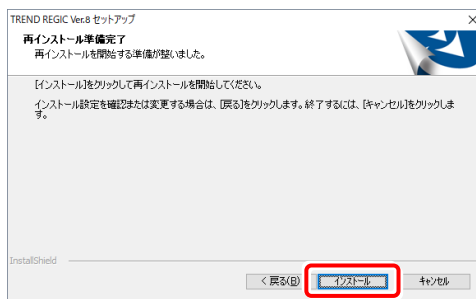 TREND REGIC Ver.8 セットアップ
再インストール準備完了
再インストールを開始する準備が整いました。
[インストール]をクリックして再インストールを開始してください。
インストール設定を確認または変更する場合は、[戻る]をクリックします。終了するには、[キャンセル]をクリックしま
す。
InstallShield
< 戻る(B)
インストール
キャンセル